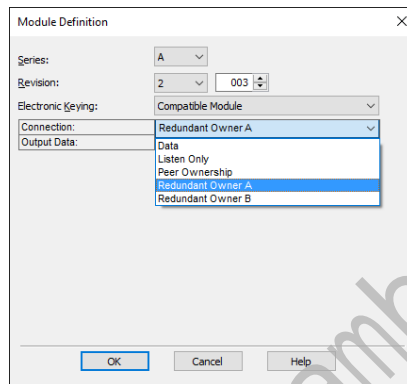 Module Definition
Series: A
Revision: 2 003
Electronic Keying: Compatible Module
Connection: Redundant Owner A
Output Data:
Data
Listen Only
Peer Ownership
Redundant Owner A
Redundant Owner B
OK Cancel Help